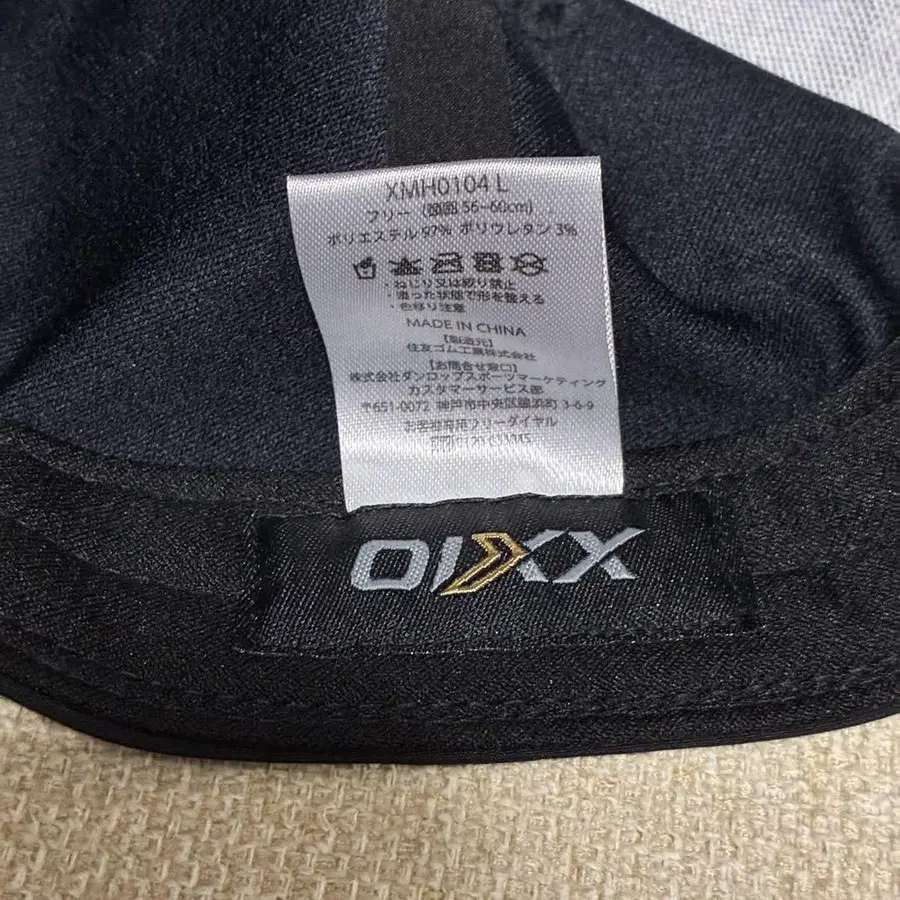 XMH0104 L
フリー (頭囲 56~60cm)
ポリエステル 97% ポリウレタン 3%
・ねじり又は絞り禁止
・湿った状態で形を整える
・色移り注意
MADE IN CHINA
【製造元】
住友ゴム工業株式会社
【お問合せ窓口】
株式会社ダンロップスポーツマーケティング
カスタマーサービス部
〒651-0072 神戸市中央区脇浜町 3-6-9
お客様専用フリーダイヤル
XXIO